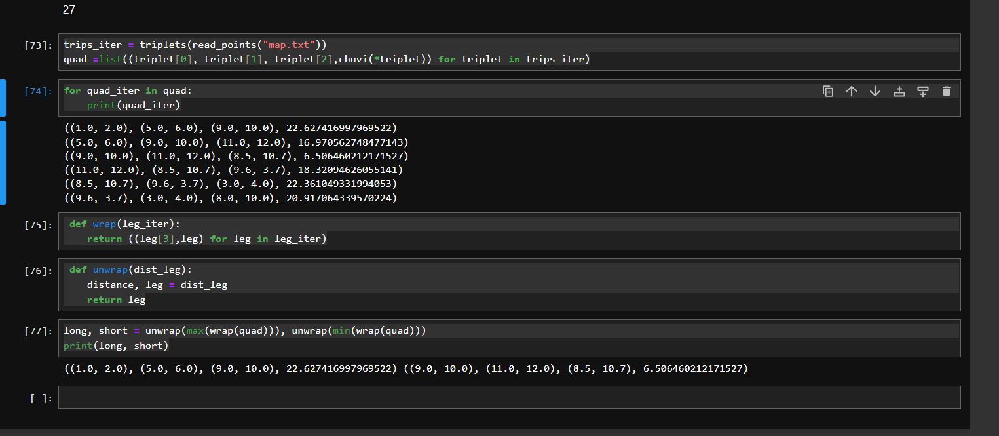 27
[73]: trips_iter = triplets(read_points("map.txt"))
quad =list((triplet[0], triplet[1], triplet[2],chuvi(*triplet)) for triplet in trips_iter)
[74]: for quad_iter in quad:
print(quad_iter)
((1.0, 2.0), (5.0, 6.0), (9.0, 10.0), 22.627416997969522)
((5.0, 6.0), (9.0, 10.0), (11.0, 12.0), 16.970562748477143)
((9.0, 10.0), (11.0, 12.0), (8.5, 10.7), 6.506460212171527)
((11.0, 12.0), (8.5, 10.7), (9.6, 3.7), 18.32094626055141)
((8.5, 10.7), (9.6, 3.7), (3.0, 4.0), 22.361049331994053)
((9.6, 3.7), (3.0, 4.0), (8.0, 10.0), 20.917064339570224)
[75]: def wrap(leg_iter):
return ((leg[3],leg) for leg in leg_iter)
[76]: def unwrap(dist_leg):
distance, leg = dist_leg
return leg
[77]: long, short = unwrap(max(wrap(quad))), unwrap(min(wrap(quad)))
print(long, short)
((1.0, 2.0), (5.0, 6.0), (9.0, 10.0), 22.627416997969522) ((9.0, 10.0), (11.0, 12.0), (8.5, 10.7), 6.506460212171527)
[ ]: